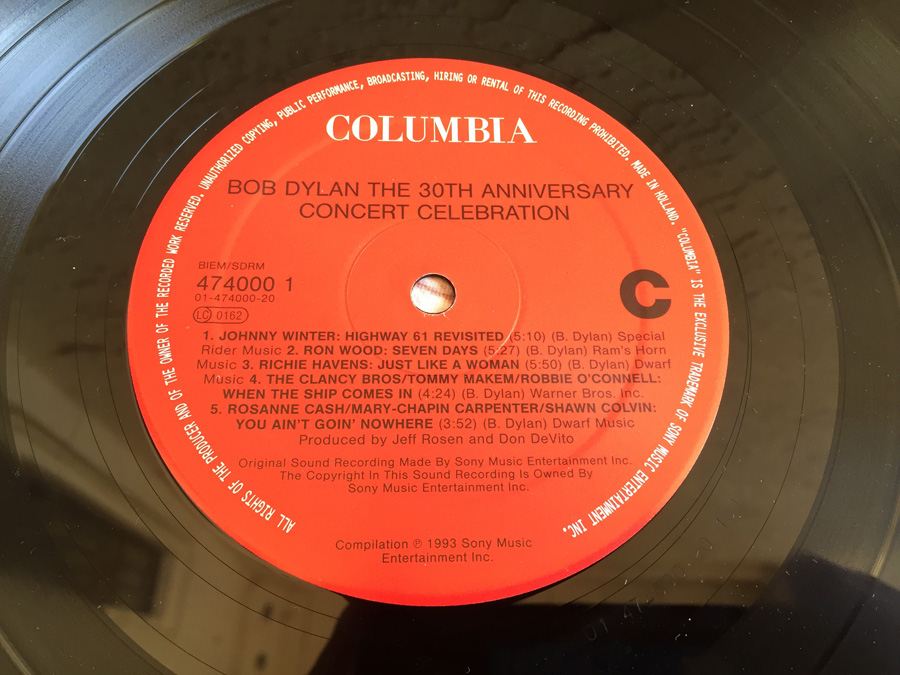 ALL RIGHTS OF THE PRODUCER AND OF THE OWNER OF THE RECORDED WORK RESERVED. UNAUTHORIZED COPYING, PUBLIC PERFORMANCE, BROADCASTING, HIRING OR RENTAL OF THIS RECORDING PROHIBITED. MADE IN HOLLAND. "COLUMBIA" IS THE EXCLUSIVE TRADEMARK OF SONY MUSIC ENTERTAINMENT INC.
COLUMBIA
BOB DYLAN THE 30TH ANNIVERSARY
CONCERT CELEBRATION
BIEM/SDRM
474000 1
01-474000-20
LC 0162
C
1. JOHNNY WINTER: HIGHWAY 61 REVISITED (5:10) (B. Dylan) Special
Rider Music 2. RON WOOD: SEVEN DAYS (5:27) (B. Dylan) Ram's Horn
Music 3. RICHIE HAVENS: JUST LIKE A WOMAN (5:50) (B. Dylan) Dwarf
Music 4. THE CLANCY BROS/TOMMY MAKEM/ROBBIE O'CONNELL:
WHEN THE SHIP COMES IN (4:24) (B. Dylan) Warner Bros. Inc.
5. ROSANNE CASH/MARY-CHAPIN CARPENTER/SHAWN COLVIN:
YOU AIN'T GOIN' NOWHERE (3:52) (B. Dylan) Dwarf Music
Produced by Jeff Rosen and Don DeVito
Original Sound Recording Made By Sony Music Entertainment Inc.
The Copyright In This Sound Recording Is Owned By
Sony Music Entertainment Inc.
Compilation ℗ 1993 Sony Music
Entertainment Inc.